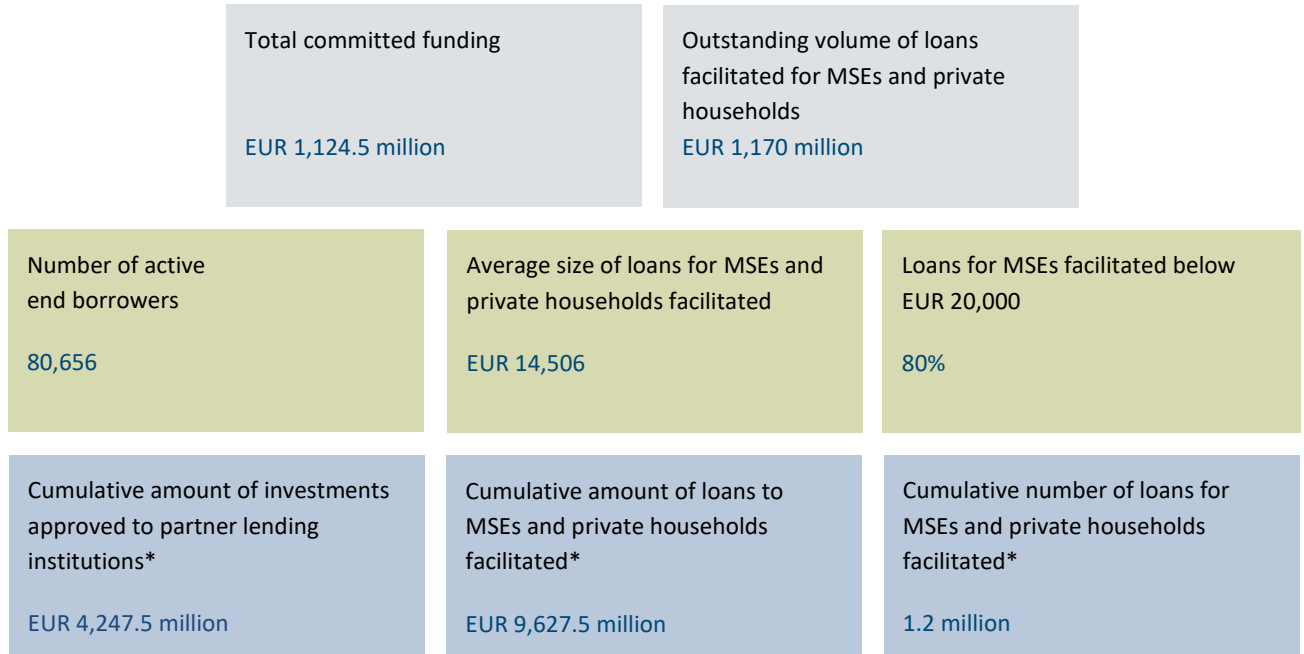 Total committed funding
EUR 1,124.5 million
Outstanding volume of loans
facilitated for MSEs and private
households
EUR 1,170 million
Number of active
end borrowers
80,656
Average size of loans for MSEs and
private households facilitated
EUR 14,506
Loans for MSEs facilitated below
EUR 20,000
80%
Cumulative amount of investments
approved to partner lending
institutions*
EUR 4,247.5 million
Cumulative amount of loans to
MSEs and private households
facilitated*
EUR 9,627.5 million
Cumulative number of loans for
MSEs and private households
facilitated*
1.2 million